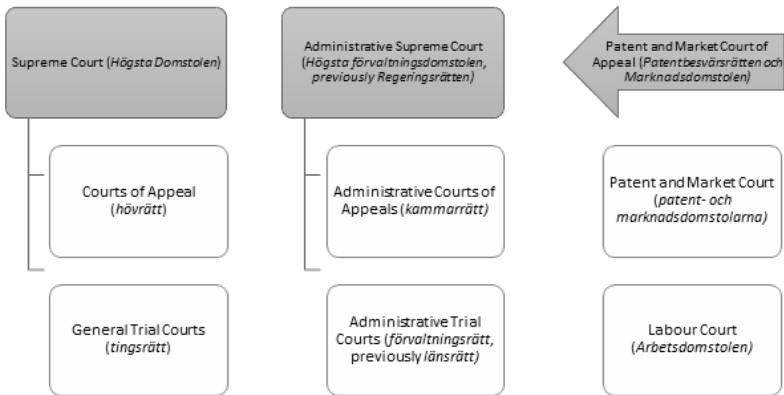 Supreme Court (Högsta Domstolen)
Courts of Appeal
(hövrätt)
General Trial Courts
(tingsrätt)
Administrative Supreme Court
(Högsta förvaltningsdomstolen,
previously Regeringsrätten)
Administrative Courts of
Appeals (kammarrätt)
Administrative Trial
Courts (förvaltningsrätt,
previously länsrätt)
Patent and Market Court of
Appeal (Patentbesvärsrätten och
Marknadsdomstolen)
Patent and Market Court
(patent- och
marknadsdomstolarna)
Labour Court
(Arbetsdomstolen)